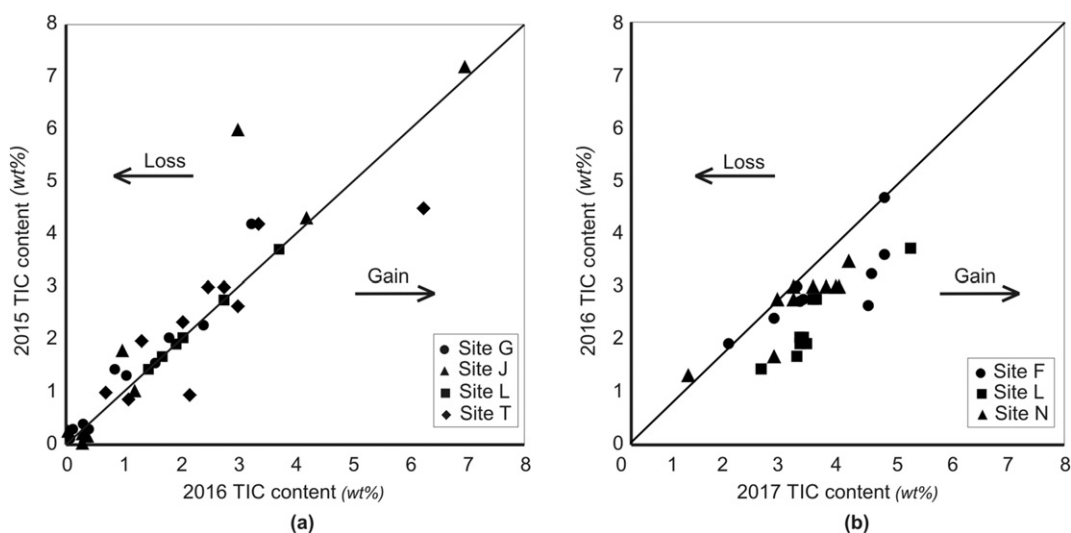 8
7
6
5
4
3
2
1
0
2015 TIC content (wt%)
Loss
Gain
Site G
Site J
Site L
Site T
0 1 2 3 4 5 6 7 8
2016 TIC content (wt%)
(a)
8
7
6
5
4
3
2
1
0
2016 TIC content (wt%)
Loss
Gain
Site F
Site L
Site N
0 1 2 3 4 5 6 7 8
2017 TIC content (wt%)
(b)